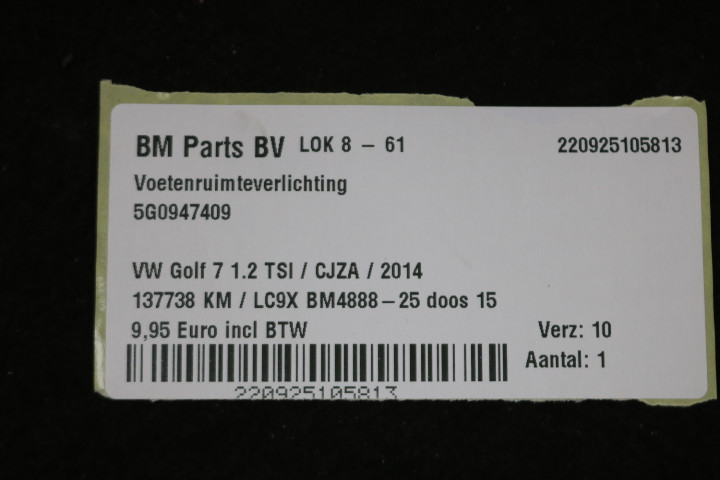 BM Parts BV LOK 8 - 61 220925105813
Voetenruimteverlichting
5G0947409
VW Golf 7 1.2 TSI / CJZA / 2014
137738 KM / LC9X BM4888-25 doos 15
9,95 Euro incl BTW Verz: 10
Aantal: 1
220925105813